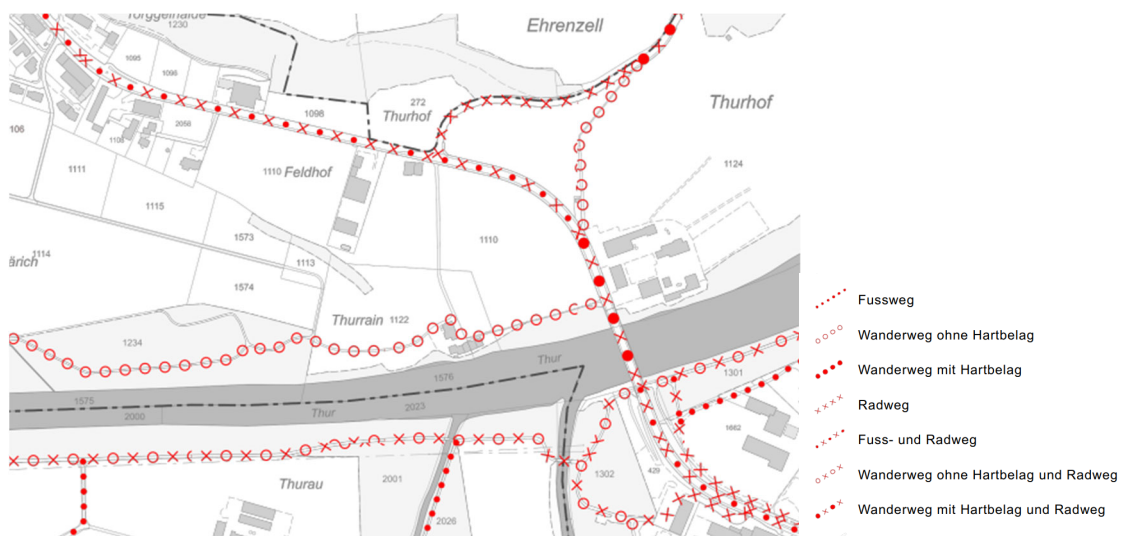 Torggelhalde
1230
Ehrenzell
1095
1096
272
Thurhof
Thurhof
1098
2056
106
1106
1111
1110 Feldhof
1124
1115
1573
1110
1114
ärich
1113
1574
Thurrain 1122
1234
Thur
1576
1575
2000
Thur
2023
1301
1662
Thurau
2001
1302
429
2026
Fussweg
Wanderweg ohne Hartbelag
Wanderweg mit Hartbelag
Radweg
Fuss- und Radweg
Wanderweg ohne Hartbelag und Radweg
Wanderweg mit Hartbelag und Radweg